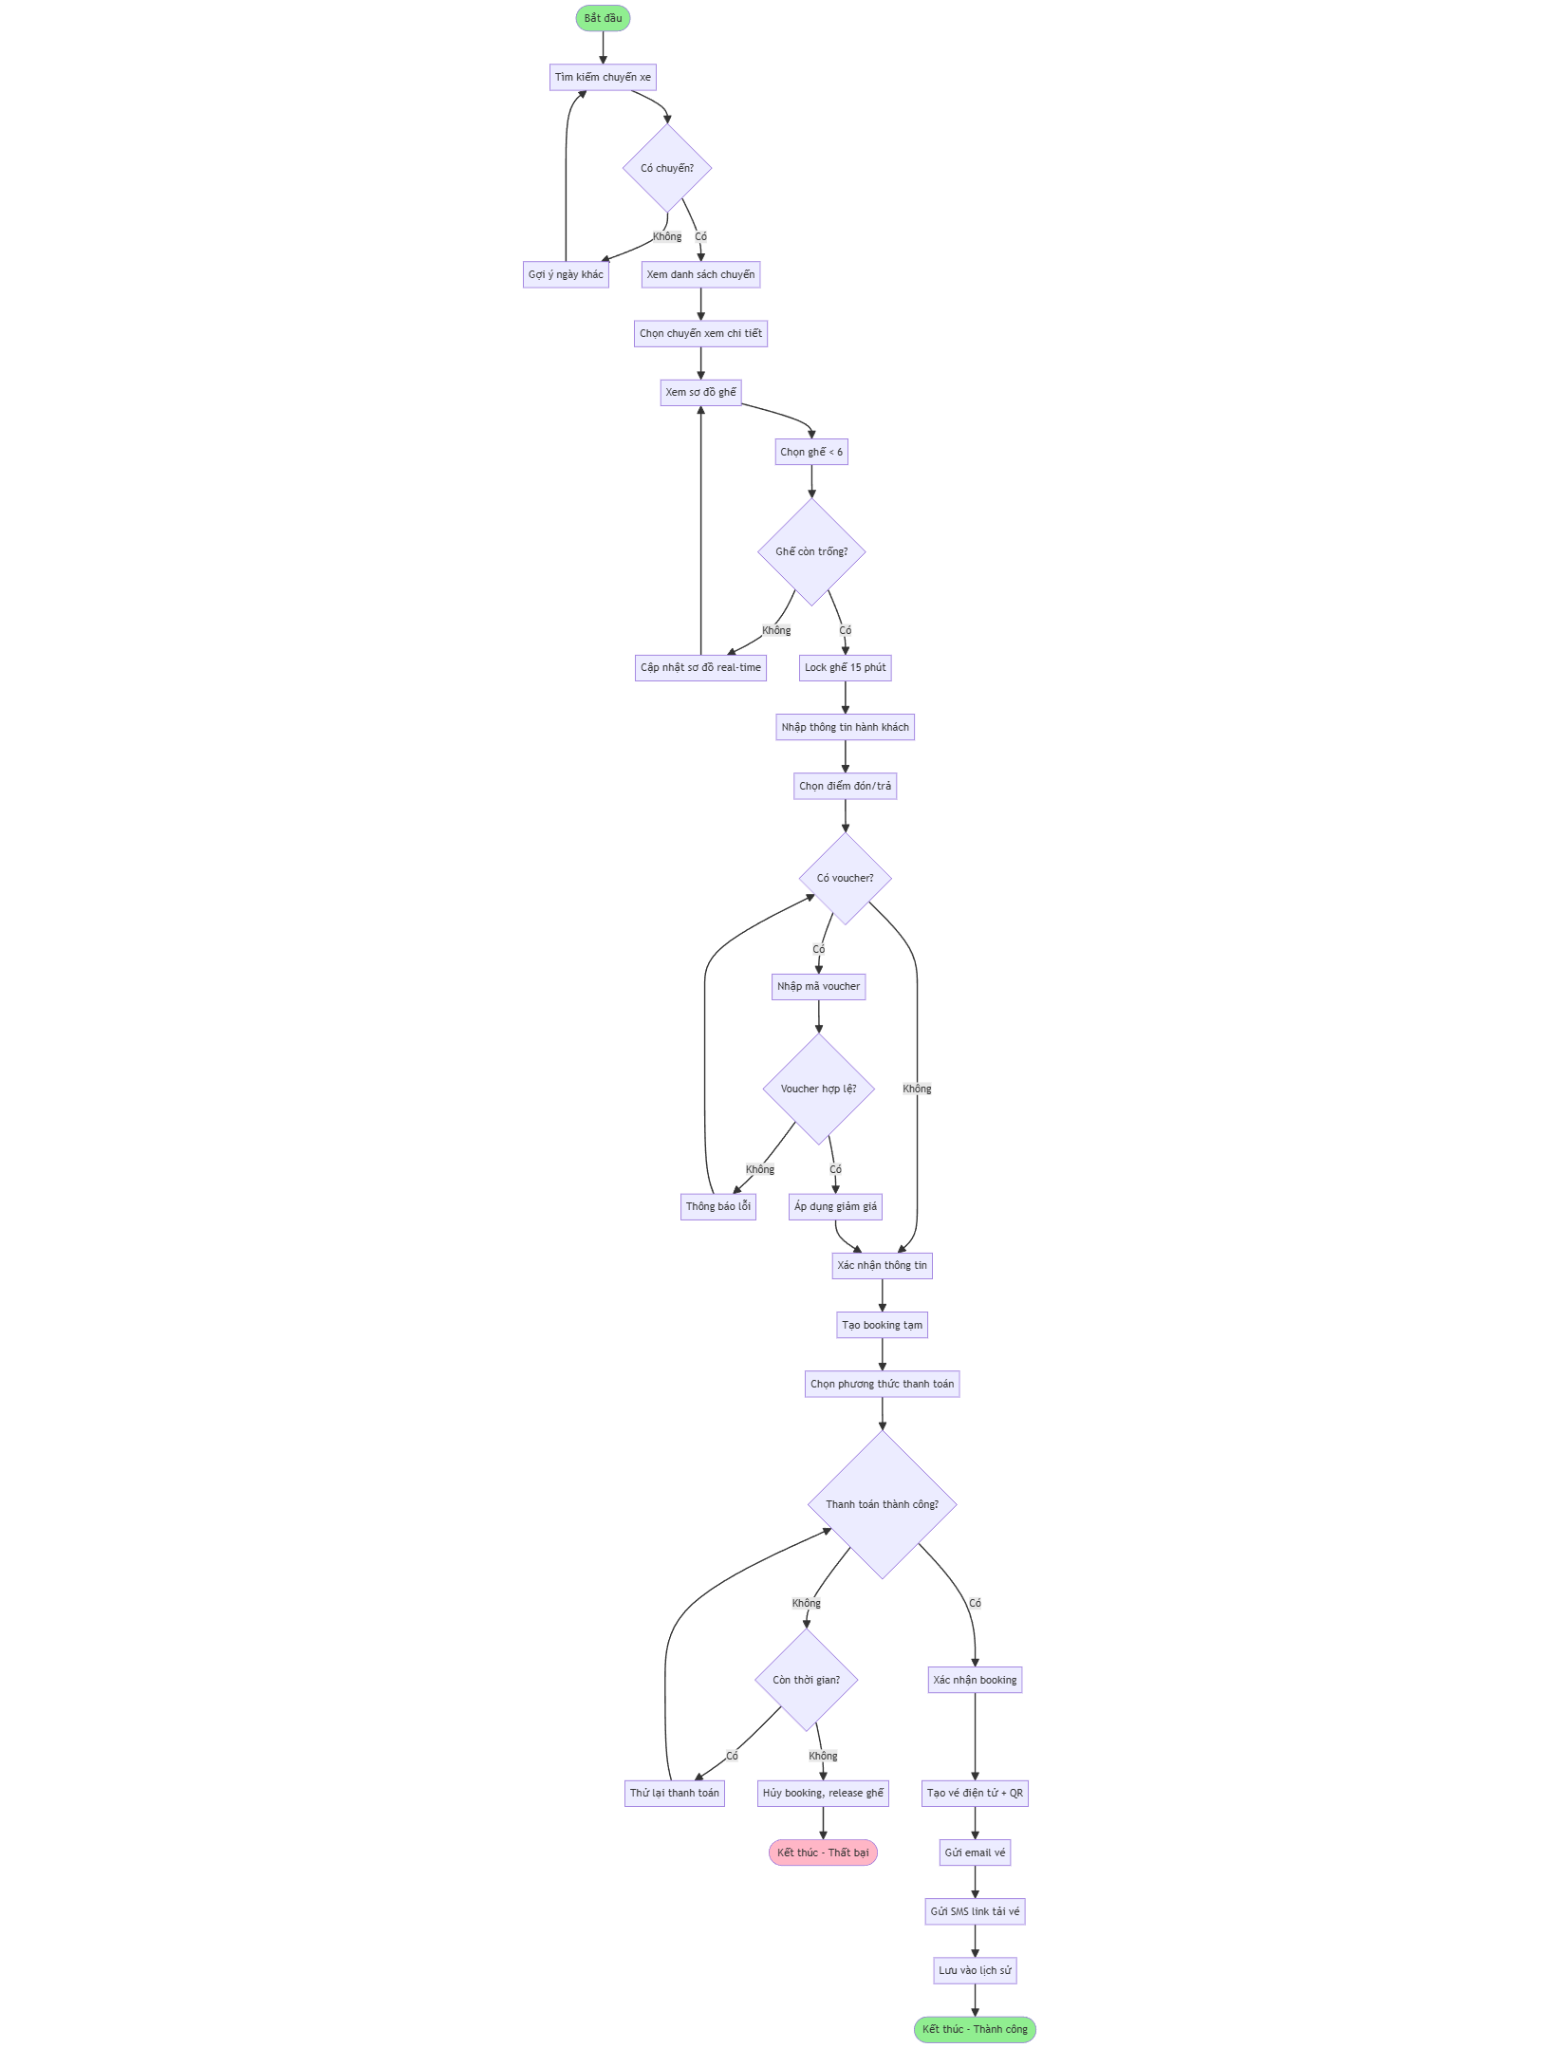 Bắt đầu
Tìm kiếm chuyến xe
Có chuyến?
Không
Có
Gợi ý ngày khác
Xem danh sách chuyến
Chọn chuyến xem chi tiết
Xem sơ đồ ghế
Chọn ghế < 6
Ghế còn trống?
Không
Có
Cập nhật sơ đồ real-time
Lock ghế 15 phút
Nhập thông tin hành khách
Chọn điểm đón/trả
Có voucher?
Có
Nhập mã voucher
Voucher hợp lệ?
Không
Không
Có
Thông báo lỗi
Áp dụng giảm giá
Xác nhận thông tin
Tạo booking tạm
Chọn phương thức thanh toán
Thanh toán thành công?
Không
Có
Còn thời gian?
Xác nhận booking
Có
Không
Thử lại thanh toán
Hủy booking, release ghế
Tạo vé điện tử + QR
Kết thúc - Thất bại
Gửi email vé
Gửi SMS link tải vé
Lưu vào lịch sử
Kết thúc - Thành công